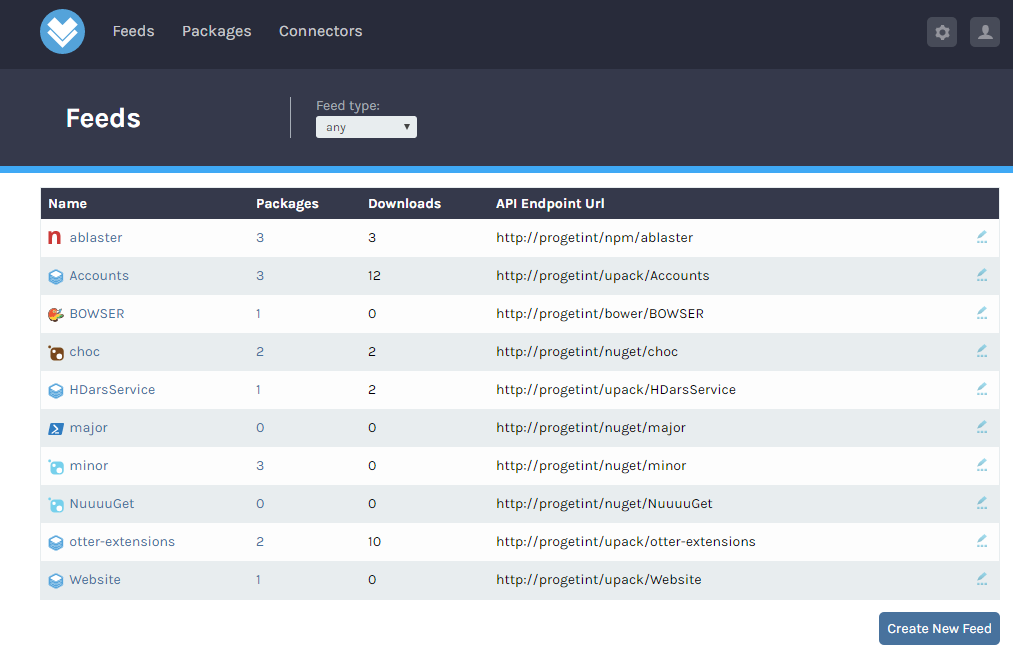 Feeds Packages Connectors
Feeds
Feed type:
any
Name Packages Downloads API Endpoint Url
ablaster 3 3 http://progetint/npm/ablaster
Accounts 3 12 http://progetint/upack/Accounts
BOWSER 1 0 http://progetint/bower/BOWSER
choc 2 2 http://progetint/nuget/choc
HDarsService 1 2 http://progetint/upack/HDarsService
major 0 0 http://progetint/nuget/major
minor 3 0 http://progetint/nuget/minor
NuuuuGet 0 0 http://progetint/nuget/NuuuuGet
otter-extensions 2 10 http://progetint/upack/otter-extensions
Website 1 0 http://progetint/upack/Website
Create New Feed